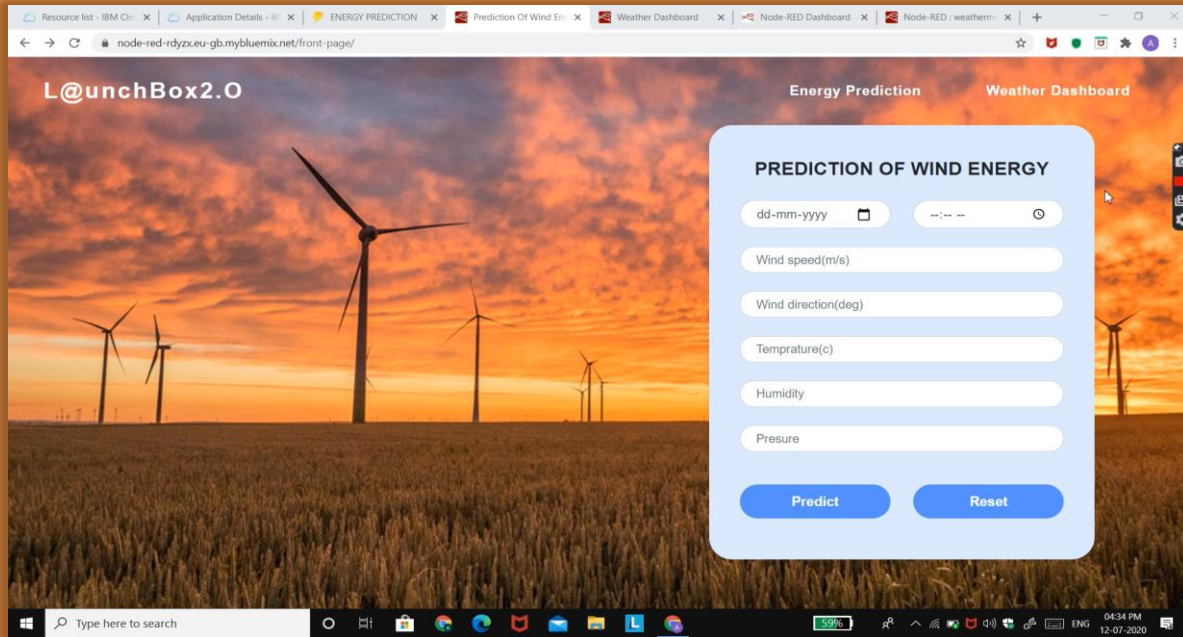 Resource list - IBM Clo
Application Details - IB
ENERGY PREDICTION
Prediction Of Wind En
Weather Dashboard
Node-RED Dashboard
Node-RED : weatherm
node-red-rdyzx.eu-gb.mybluemix.net/front-page/
A
L@unchBox2.O
Energy Prediction
Weather Dashboard
PREDICTION OF WIND ENERGY
dd-mm-yyyy
--:-- --
Wind speed(m/s)
Wind direction(deg)
Temprature(c)
Humidity
Presure
Predict
Reset
Type here to search
L
59%
ENG
04:34 PM
12-07-2020